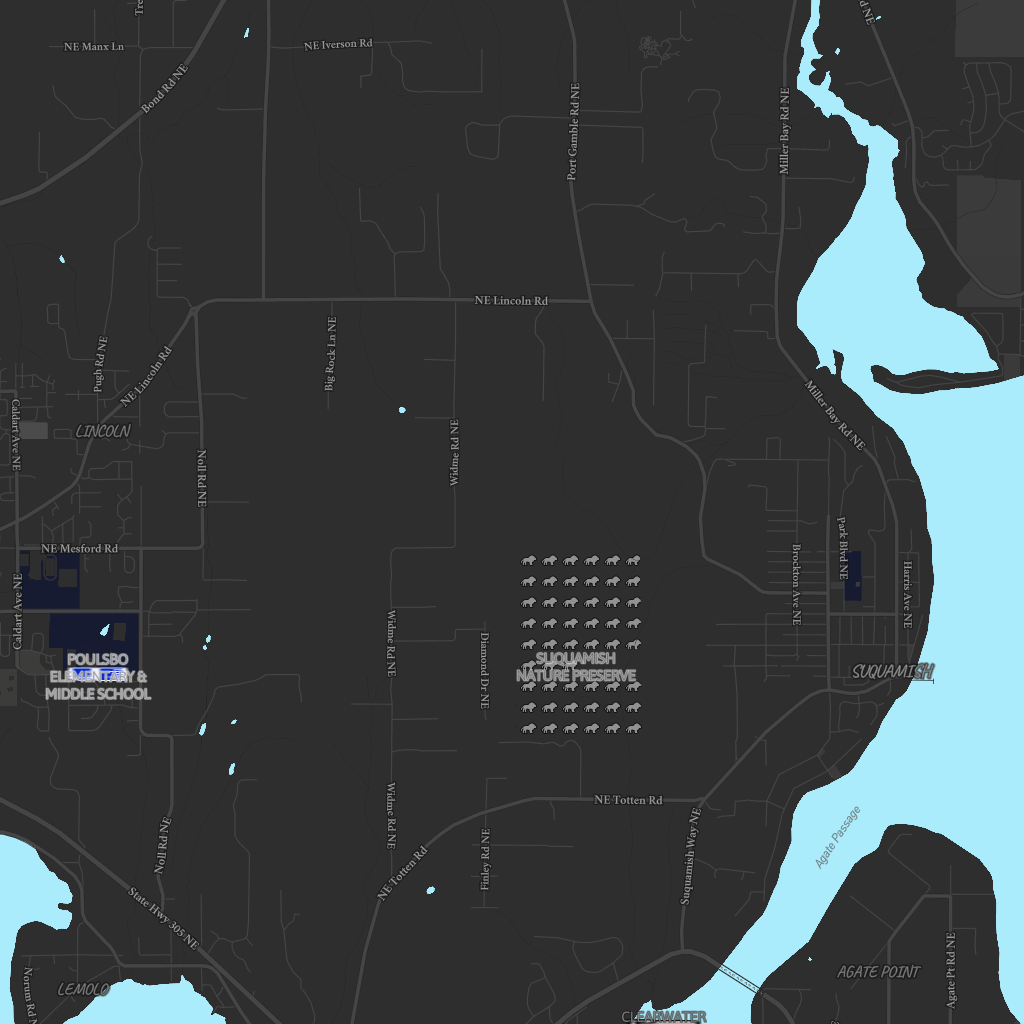 NE Manx Ln
NE Iverson Rd
Bond Rd NE
Port Gamble Rd NE
Miller Bay Rd NE
NE Lincoln Rd
Big Rock Ln NE
Pugh Rd NE
NE Lincoln Rd
Caldart Ave NE
LINCOLN
Noll Rd NE
Widme Rd NE
Miller Bay Rd NE
NE Mesford Rd
Park Blvd NE
Brockton Ave NE
Harris Ave NE
Caldart Ave NE
Widme Rd NE
Diamond Dr NE
POULSBO
ELEMENTARY &
MIDDLE SCHOOL
SUQUAMISH
NATURE PRESERVE
SUQUAMISH
NE Totten Rd
Widme Rd NE
Noll Rd NE
Finley Rd NE
Squamish Way NE
Agate Passage
NE Totten Rd
State Hwy 305 NE
LEMOLO
Agate Pt Rd NE
AGATE POINT
CLEARWATER